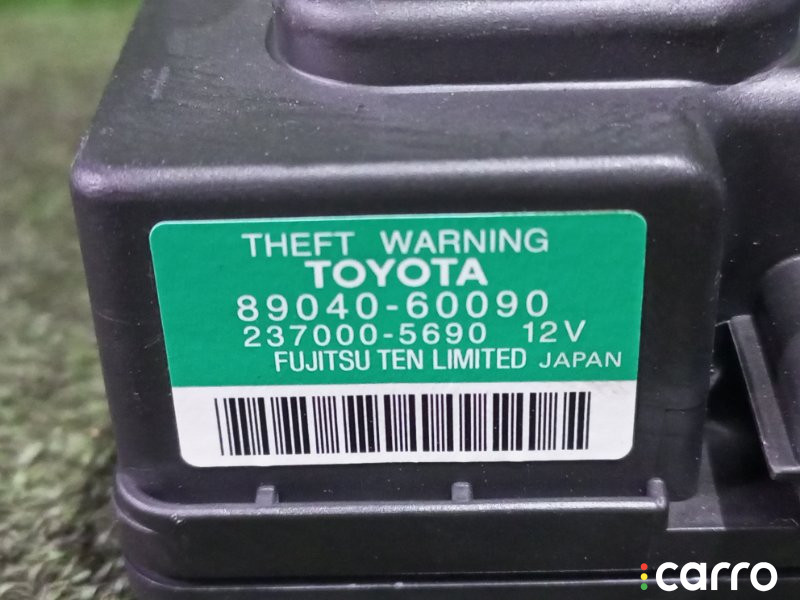 THEFT WARNING
TOYOTA
89040-60090
237000-5690 12V
FUJITSU TEN LIMITED JAPAN
carro